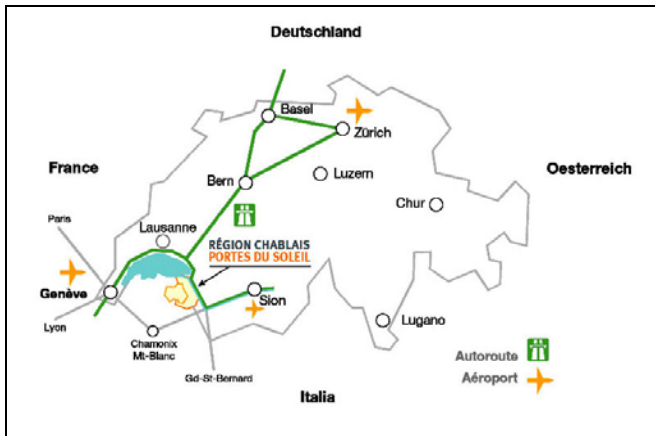 Deutschland
Basel
Zürich
France
Oesterreich
Bern
Luzern
Chur
Paris
Lausanne
RÉGION CHABLAIS
PORTES DU SOLEIL
Genève
Sion
Lyon
Lugano
Chamonix
Mt-Blanc
Autoroute
Gd-St-Bernard
Aéroport
Italia